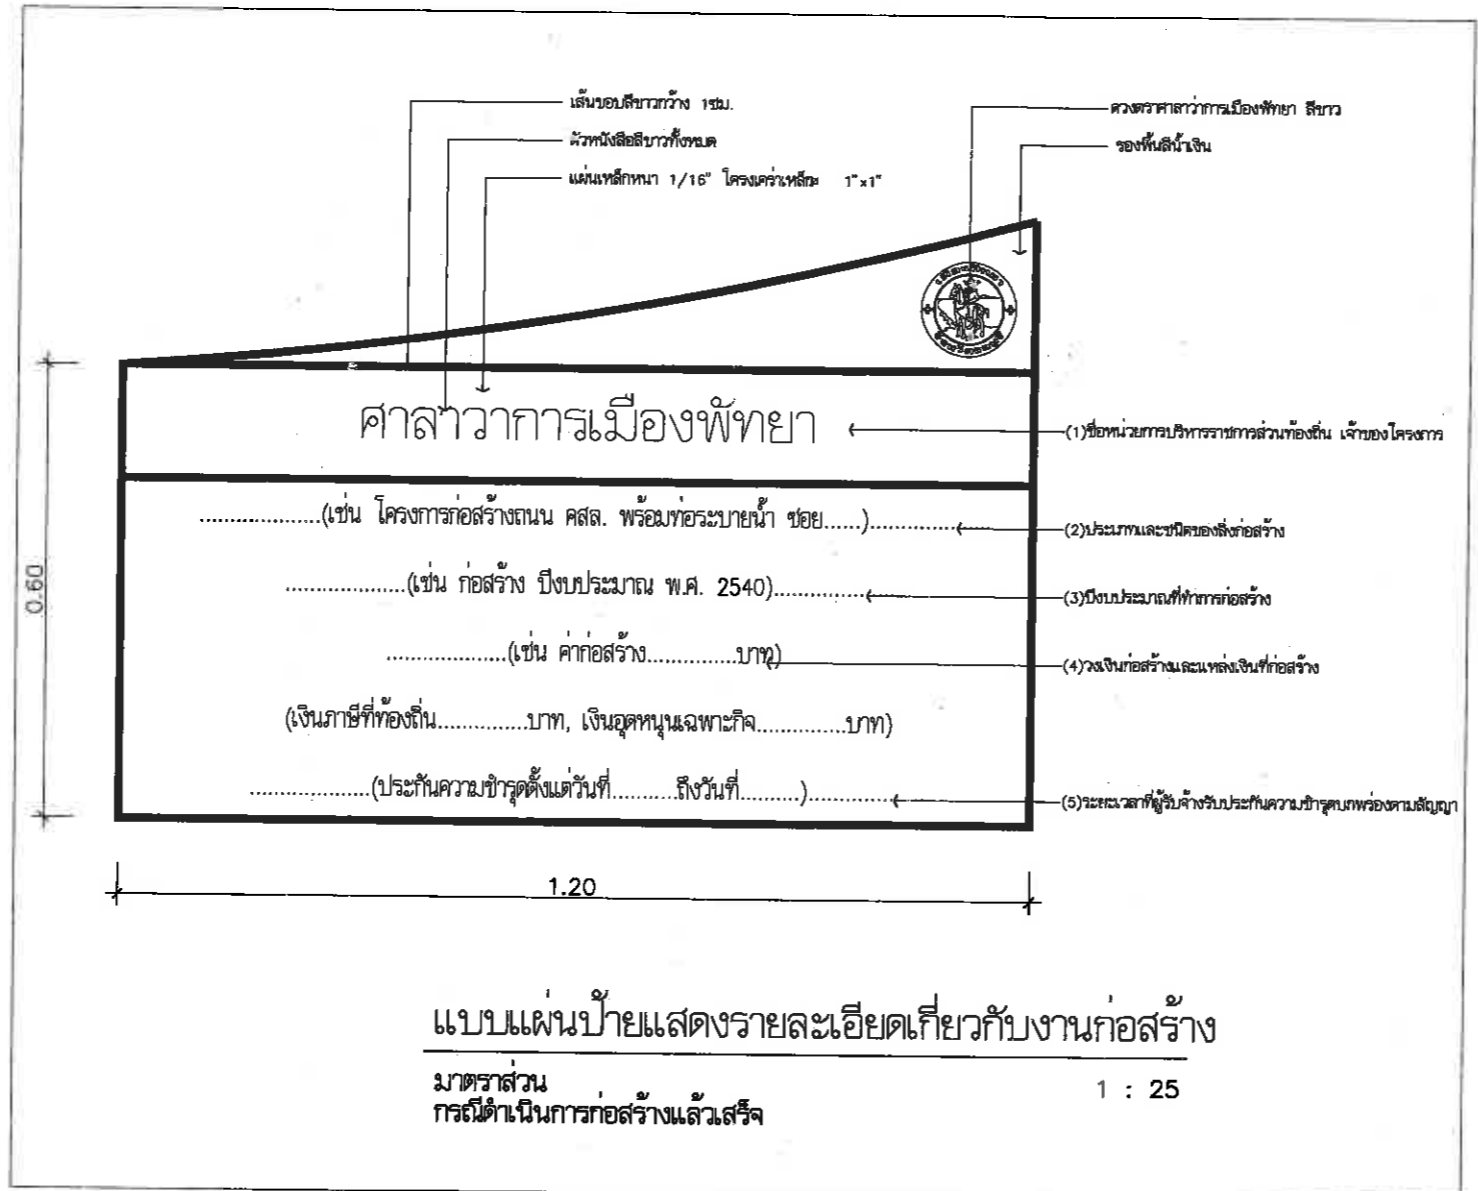 เส้นขอบสีขาวกว้าง 1ซม.
ตัวหนังสือสีขาวทั้งหมด
แผ่นเหล็กหนา 1/16" โครงเคร่าเหล็ก 1"x1"
ดวงตราศาลาว่าการเมืองพัทยา สีขาว
รองพื้นสีน้ำเงิน
ศาลาว่าการเมืองพัทยา
(1)ชื่อหน่วยการบริหารราชการส่วนท้องถิ่น เจ้าของโครงการ
....................(เช่น โครงการก่อสร้างถนน คสล. พร้อมท่อระบายน้ำ ซอย......)...............
(2)ประเภทและชนิดของสิ่งก่อสร้าง
....................(เช่น ก่อสร้าง ปีงบประมาณ พ.ศ. 2540)...............
(3)ปีงบประมาณที่ทำการก่อสร้าง
....................(เช่น ค่าก่อสร้าง...............บาท)
(4)วงเงินก่อสร้างและแหล่งเงินที่ก่อสร้าง
(เงินภาษีที่ท้องถิ่น...............บาท, เงินอุดหนุนเฉพาะกิจ...............บาท)
....................(ประกันความชำรุดตั้งแต่วันที่...........ถึงวันที่..........)...............
(5)ระยะเวลาที่ผู้รับจ้างรับประกันความชำรุดบกพร่องตามสัญญา
0.60
1.20
แบบแผ่นป้ายแสดงรายละเอียดเกี่ยวกับงานก่อสร้าง
มาตราส่วน 1 : 25
กรณีดำเนินการก่อสร้างแล้วเสร็จ